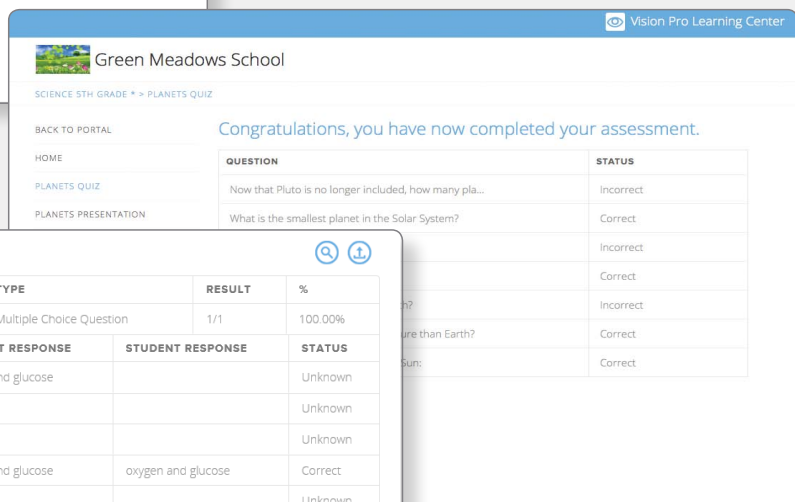 Vision Pro Learning Center
Green Meadows School
SCIENCE 5TH GRADE * > PLANETS QUIZ
BACK TO PORTAL
HOME
PLANETS QUIZ
PLANETS PRESENTATION
Congratulations, you have now completed your assessment.
QUESTION STATUS
Now that Pluto is no longer included, how many pla... Incorrect
What is the smallest planet in the Solar System? Correct
Incorrect
Correct
h? Incorrect
ure than Earth? Correct
Sun: Correct
TYPE RESULT %
Multiple Choice Question 1/1 100.00%
T RESPONSE STUDENT RESPONSE STATUS
nd glucose Unknown
Unknown
Unknown
nd glucose oxygen and glucose Correct
Unknown